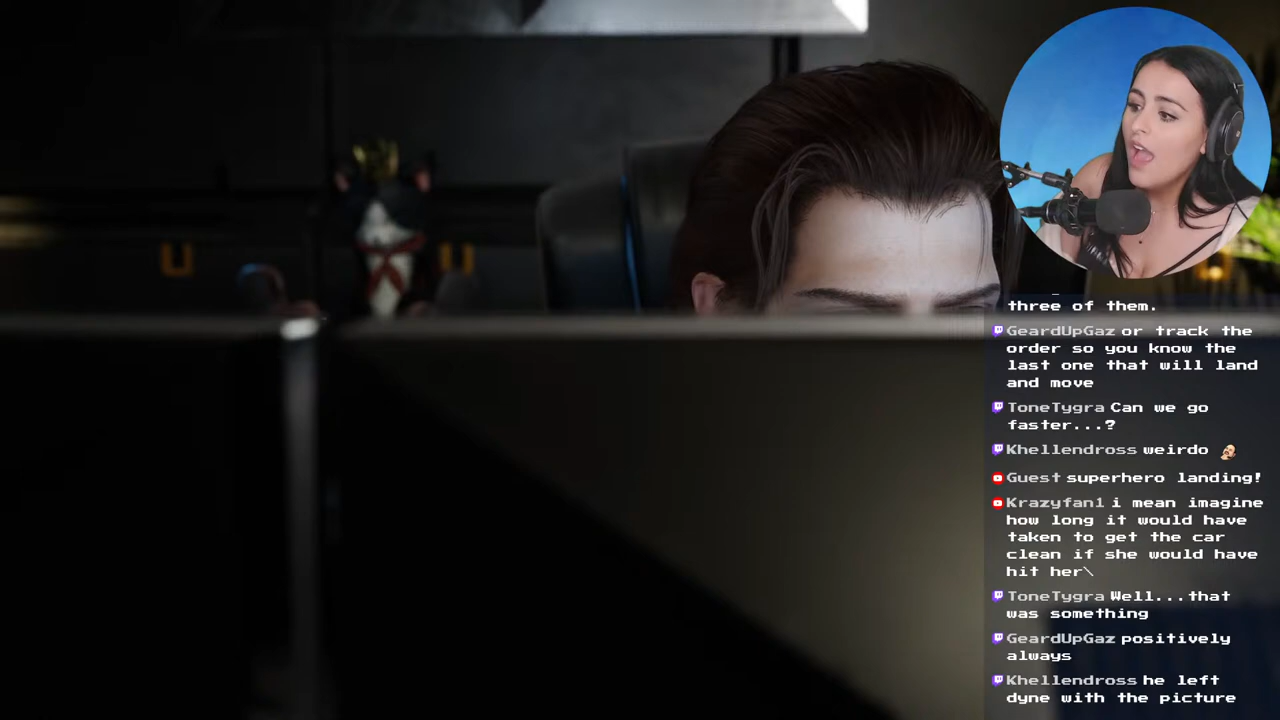 three of them.
GeardUpGaz or track the
order so you know the
last one that will land
and move
ToneTygra Can we go
faster...?
Khellendross weirdo
Guest superhero landing!
Krazyfan1 i mean imagine
how long it would have
taken to get the car
clean if she would have
hit her\
ToneTygra Well...that
was something
GeardUpGaz positively
always
Khellendross he left
dyne with the picture